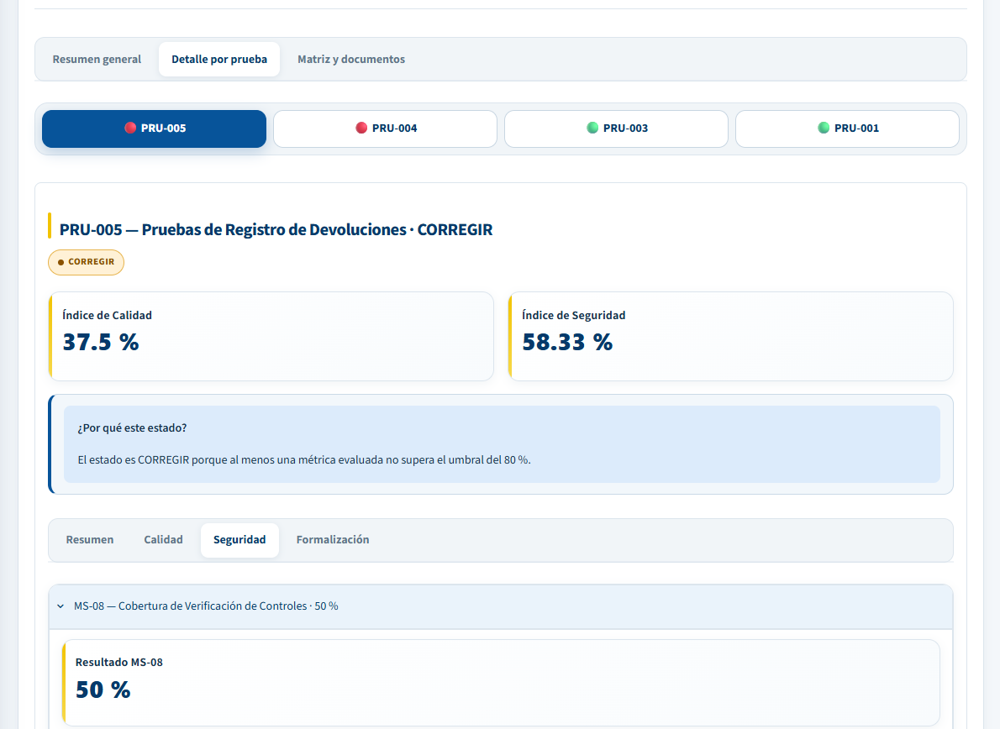 Resumen general
Detalle por prueba
Matriz y documentos
PRU-005
PRU-004
PRU-003
PRU-001
PRU-005 — Pruebas de Registro de Devoluciones · CORREGIR
CORREGIR
Índice de Calidad
37.5 %
Índice de Seguridad
58.33 %
¿Por qué este estado?
El estado es CORREGIR porque al menos una métrica evaluada no supera el umbral del 80 %.
Resumen
Calidad
Seguridad
Formalización
MS-08 — Cobertura de Verificación de Controles · 50 %
Resultado MS-08
50 %